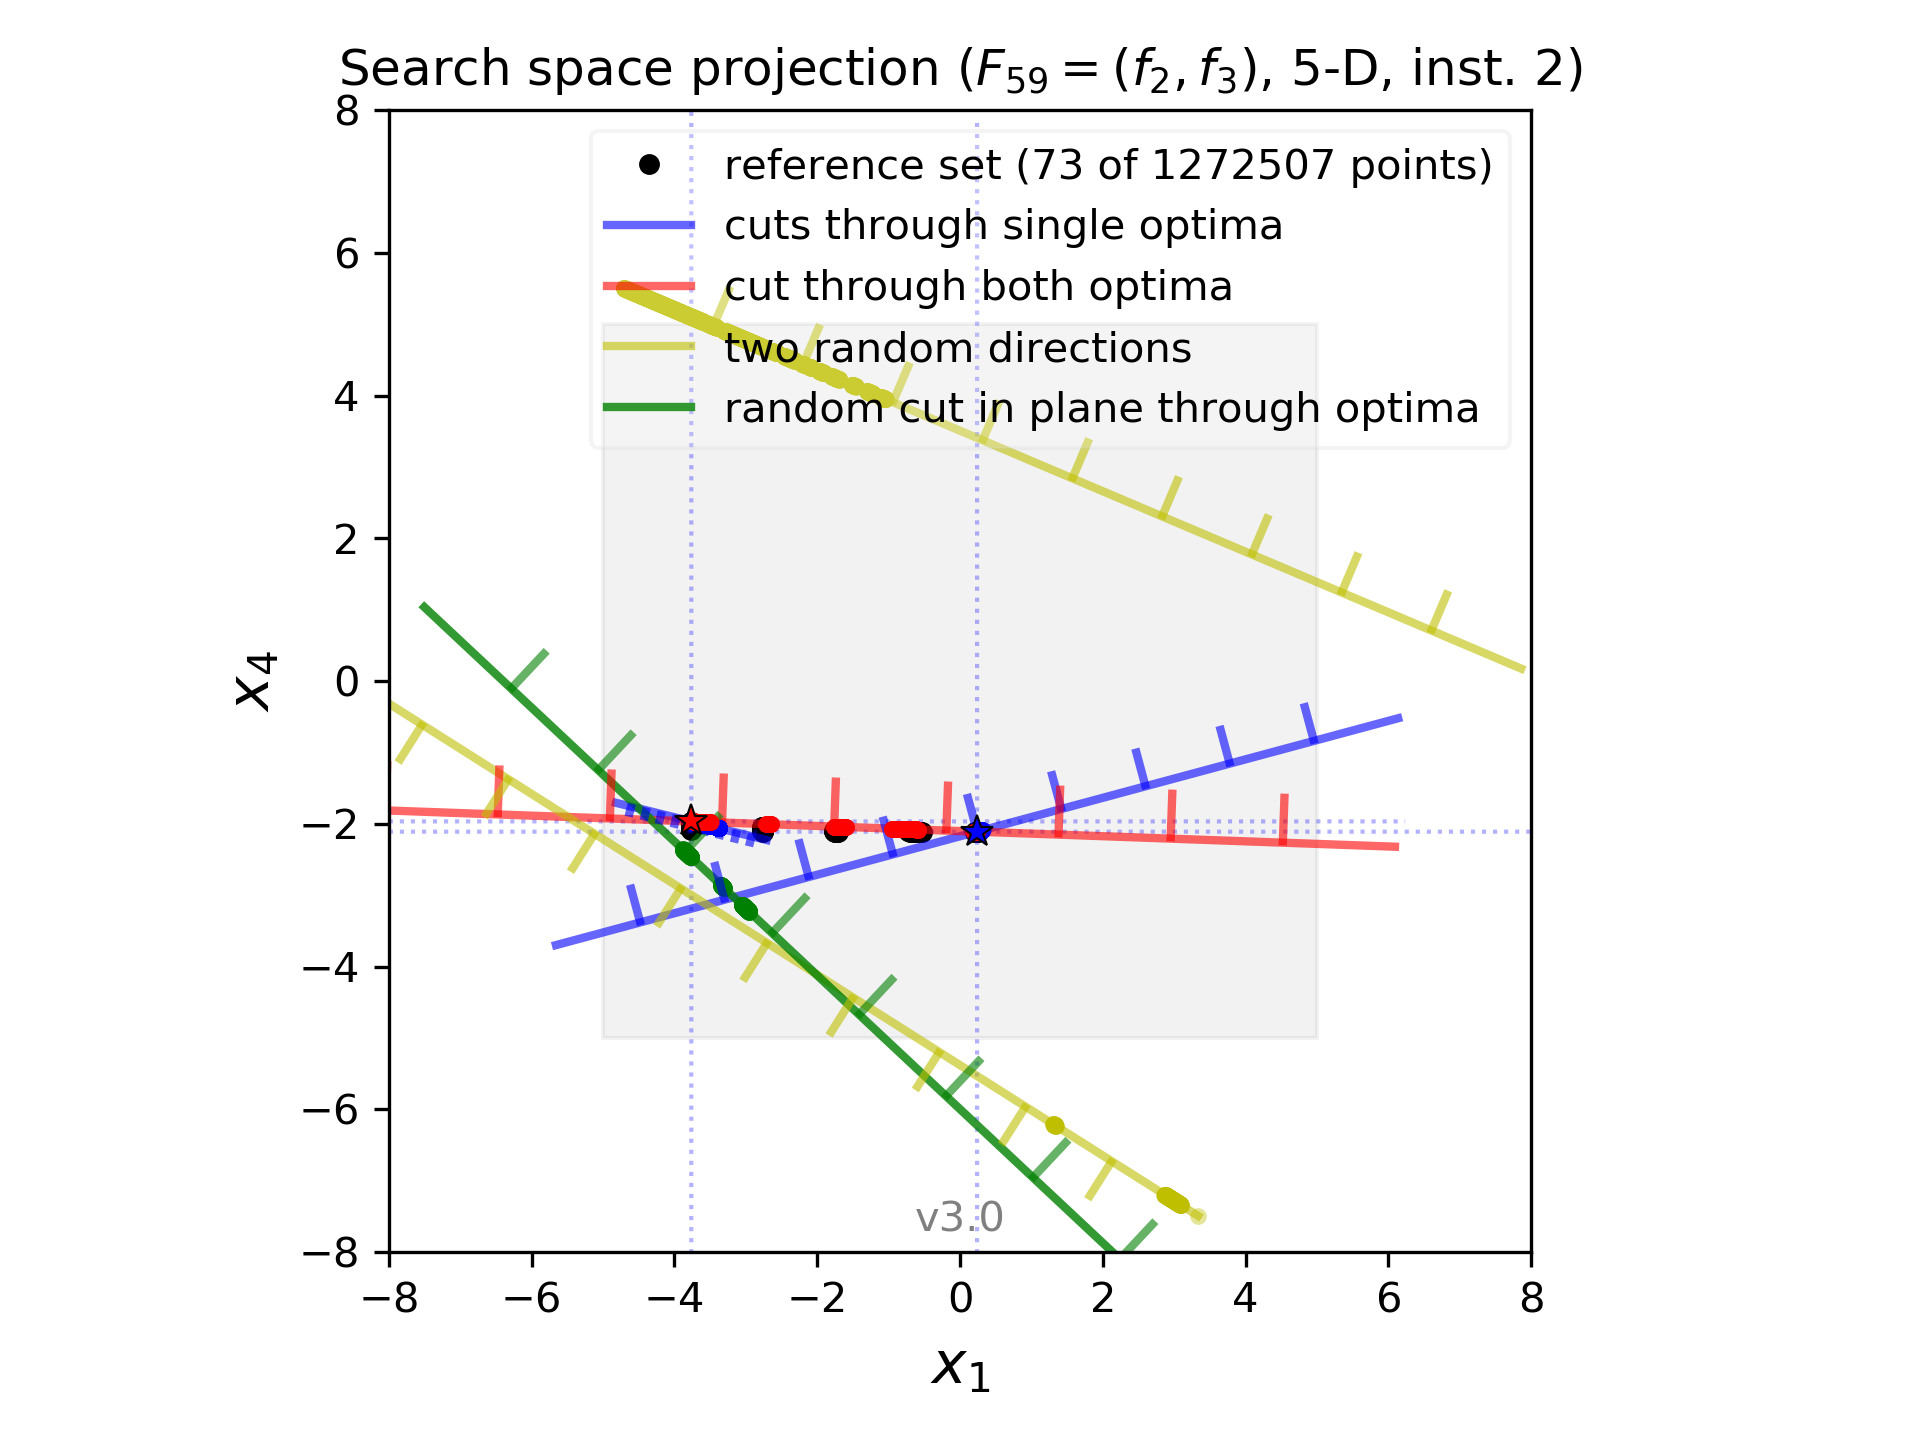 Search space projection (F₅₉ = (f₂, f₃), 5-D, inst. 2)
reference set (73 of 1272507 points)
cuts through single optima
cut through both optima
two random directions
random cut in plane through optima
8
6
4
2
0
−2
−4
−6
−8
x₄
v3.0
−8 −6 −4 −2 0 2 4 6 8
x₁